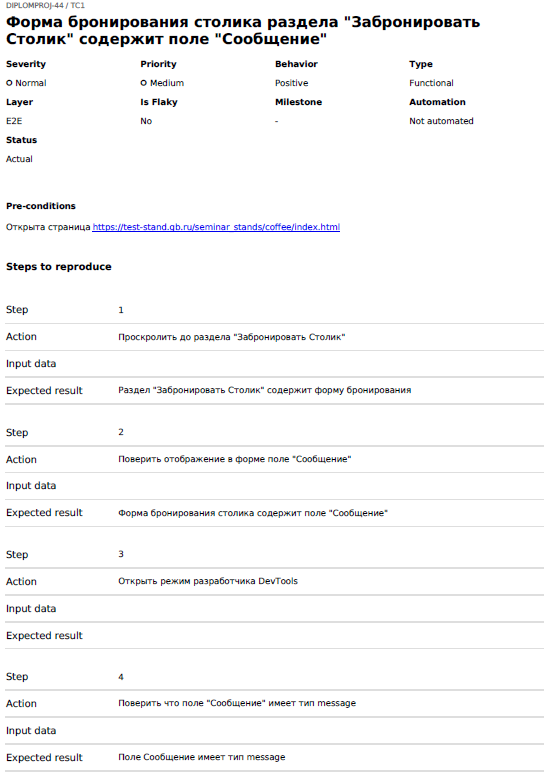 DIPLOMPROJ-44 / TC1
Форма бронирования столика раздела "Забронировать
Столик" содержит поле "Сообщение"
Severity Priority Behavior Type
Normal Medium Positive Functional
Layer Is Flaky Milestone Automation
E2E No - Not automated
Status
Actual
Pre-conditions
Открыта страница https://test-stand.gb.ru/seminar_stands/coffee/index.html
Steps to reproduce
Step 1
Action Проскролить до раздела "Забронировать Столик"
Input data
Expected result Раздел "Забронировать Столик" содержит форму бронирования
Step 2
Action Поверить отображение в форме поле "Сообщение"
Input data
Expected result Форма бронирования столика содержит поле "Сообщение"
Step 3
Action Открыть режим разработчика DevTools
Input data
Expected result
Step 4
Action Поверить что поле "Сообщение" имеет тип message
Input data
Expected result Поле Сообщение имеет тип message